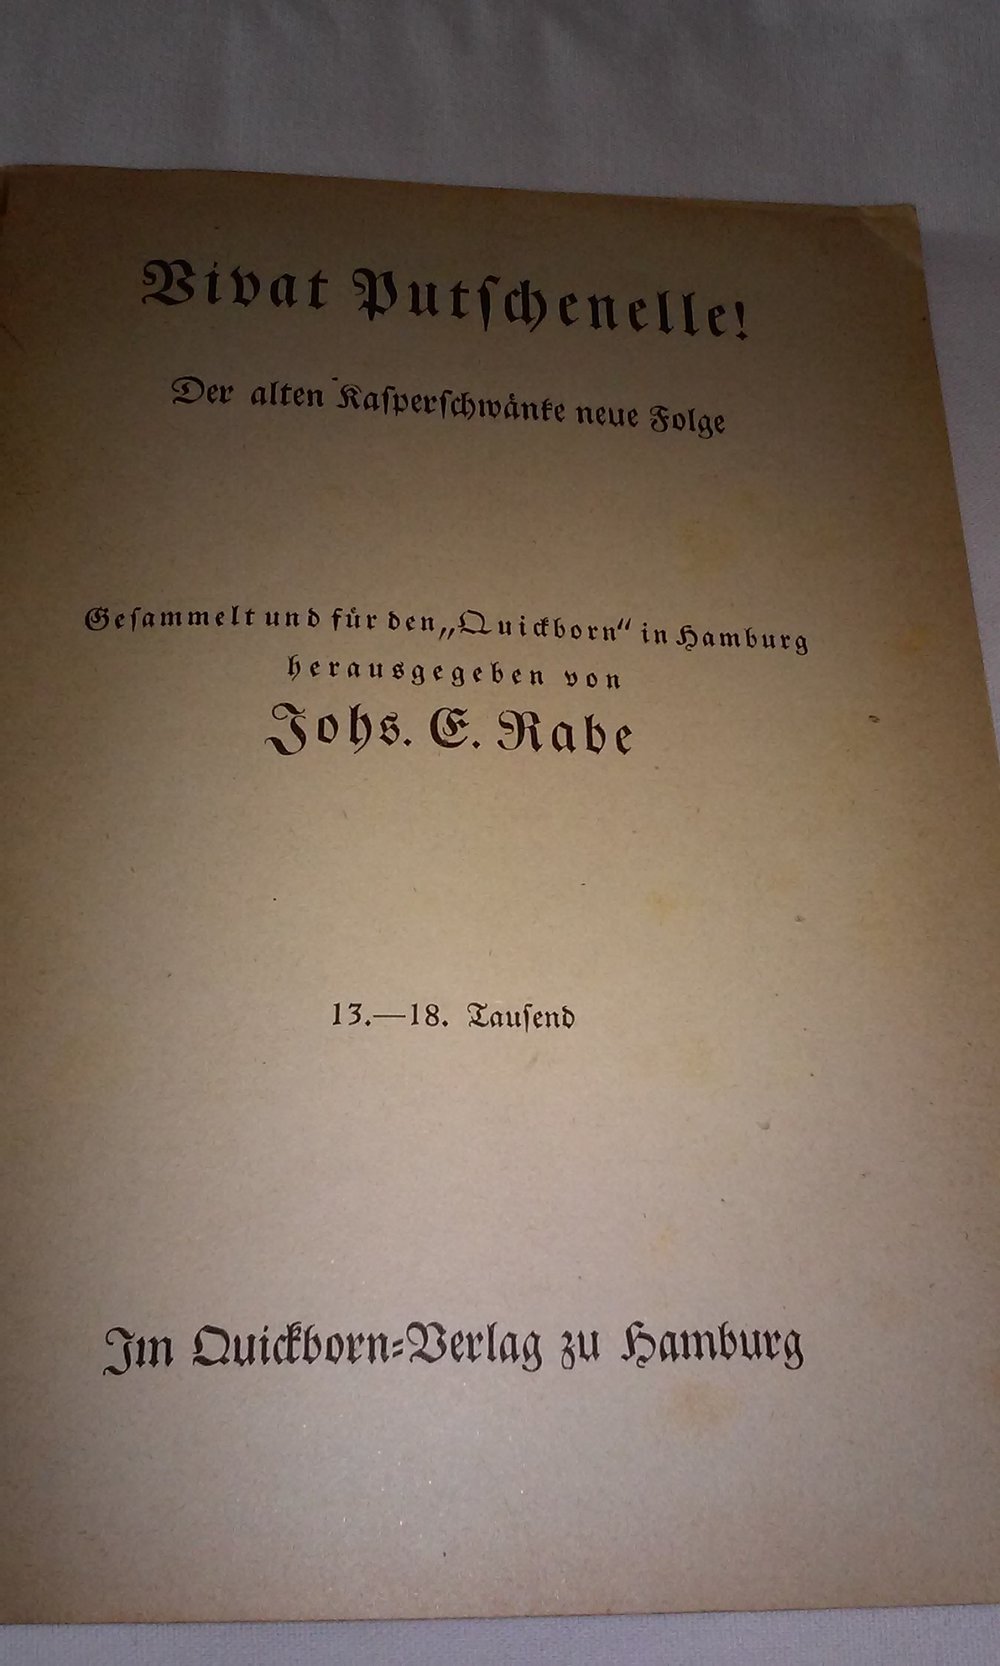 Vivat Putſchenelle!
Der alten Kaſperſchwänke neue Folge
Geſammelt und für den „Quickborn“ in Hamburg
herausgegeben von
Johs. E. Rabe
13.—18. Tauſend
Im Quickborn-Verlag zu Hamburg